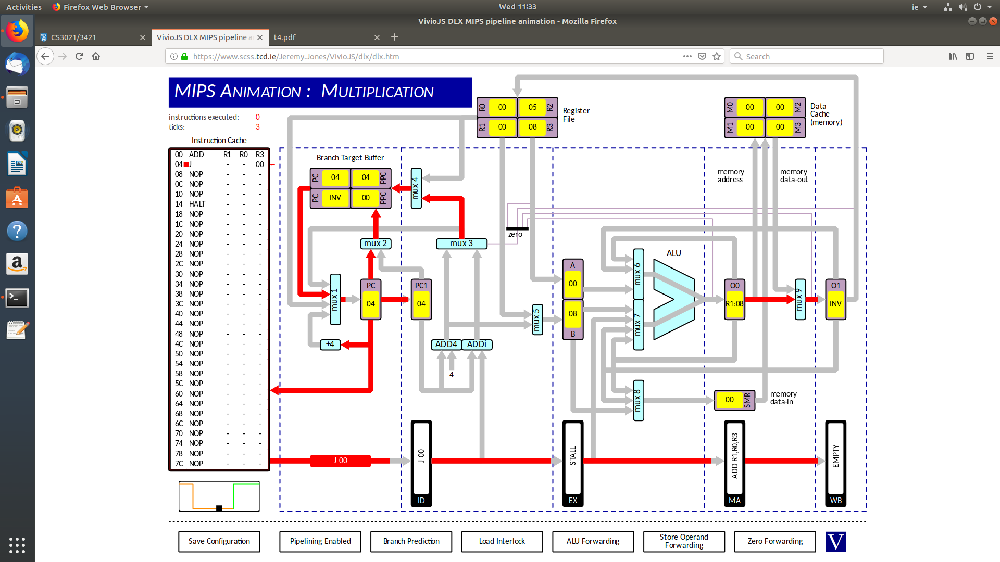 Activities Firefox Web Browser Wed 11:33 ie
VivioJS DLX MIPS pipeline animation - Mozilla Firefox
CS3021/3421 VivioJS DLX MIPS pipeline a t4.pdf
https://www.scss.tcd.ie/Jeremy.Jones/VivioJS/dlx/dlx.htm Search
MIPS ANIMATION : MULTIPLICATION
instructions executed: 0
ticks: 3
Instruction Cache
00 ADD R1 R0 R3
04 J - - 00
08 NOP - - -
0C NOP - - -
10 NOP - - -
14 HALT - - -
18 NOP - - -
1C NOP - - -
20 NOP - - -
24 NOP - - -
28 NOP - - -
2C NOP - - -
30 NOP - - -
34 NOP - - -
38 NOP - - -
3C NOP - - -
40 NOP - - -
44 NOP - - -
48 NOP - - -
4C NOP - - -
50 NOP - - -
54 NOP - - -
58 NOP - - -
5C NOP - - -
60 NOP - - -
64 NOP - - -
68 NOP - - -
6C NOP - - -
70 NOP - - -
74 NOP - - -
78 NOP - - -
7C NOP - - -
R0 00 05 R2
R1 00 08 R3
Register
File
M0 00 00 M2
M1 00 00 M3
Data
Cache
(memory)
Branch Target Buffer
PC 04 04 PPC
PC INV 00 PPC
mux 4
memory
address
memory
data-out
zero
mux 2
mux 3
mux 1
PC
04
PC1
04
+4
ADD4 ADDi
4
mux 5
A
00
08
B
mux 6
mux 7
ALU
O0
R1:08
mux 9
O1
INV
mux 8
00 SMR
memory
data-in
J 00
J 00
ID
STALL
EX
ADD R1,R0,R3
MA
EMPTY
WB
Save Configuration
Pipelining Enabled
Branch Prediction
Load Interlock
ALU Forwarding
Store Operand
Forwarding
Zero Forwarding
V